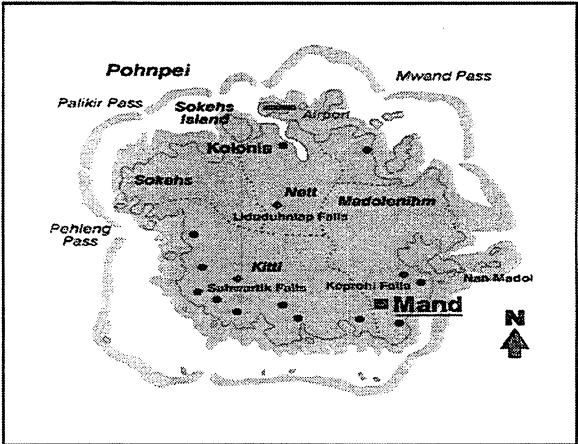 Pohnpei
Mwand Pass
Palikir Pass
Sokehs
Island
Airport
Kolonia
Sokehs
Nett
Madolenihm
Liduduhniap Falls
Pehleng
Pass
Kitti
Nan Madol
Sahwartik Falls
Keprohi Falls
Mand
N